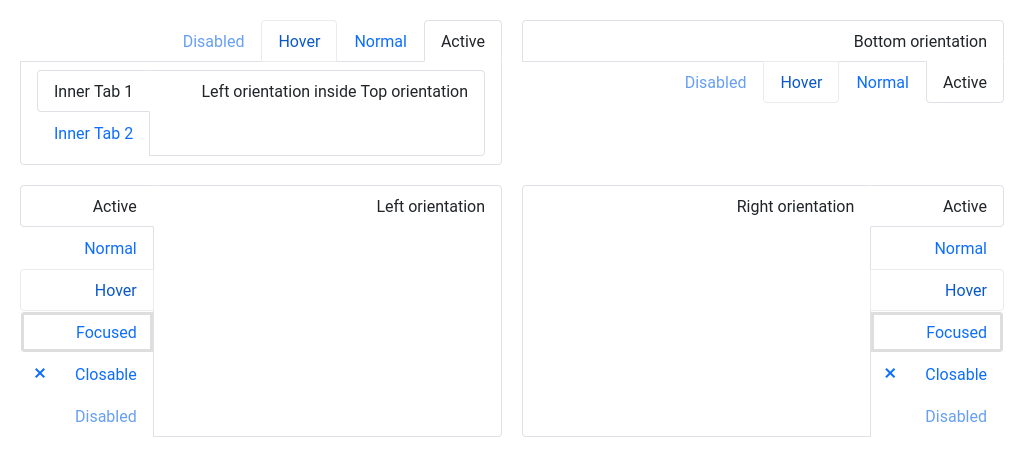 Disabled Hover Normal Active
Inner Tab 1 Left orientation inside Top orientation
Inner Tab 2
Bottom orientation
Disabled Hover Normal Active
Active Left orientation
Normal
Hover
Focused
✕ Closable
Disabled
Right orientation Active
Normal
Hover
Focused
✕ Closable
Disabled